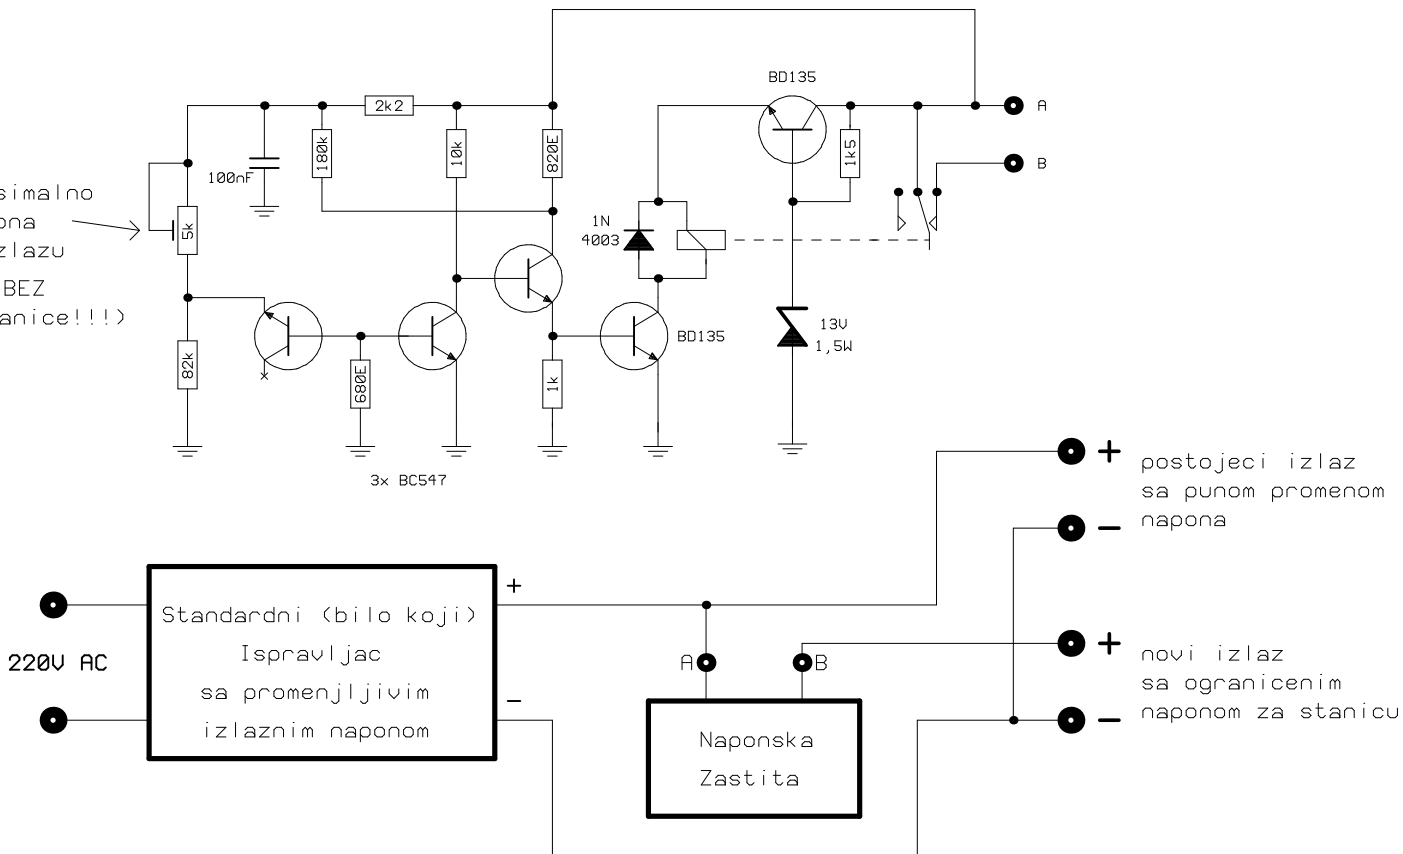 BD135
A
2k2
180k
10k
820E
1k5
B
100nF
simalno
ona
zlazu
BEZ
anice!!!)
5k
1N
4003
BD135
13V
1,5W
82k
680E
1k
3x BC547
+
postojeci izlaz
sa punom promenom
napona
−
+
Standardni (bilo koji)
Ispravljac
sa promenjljivim
izlaznim naponom
−
220V AC
A
B
+
novi izlaz
sa ogranicenim
naponom za stanicu
−
Naponska
Zastita